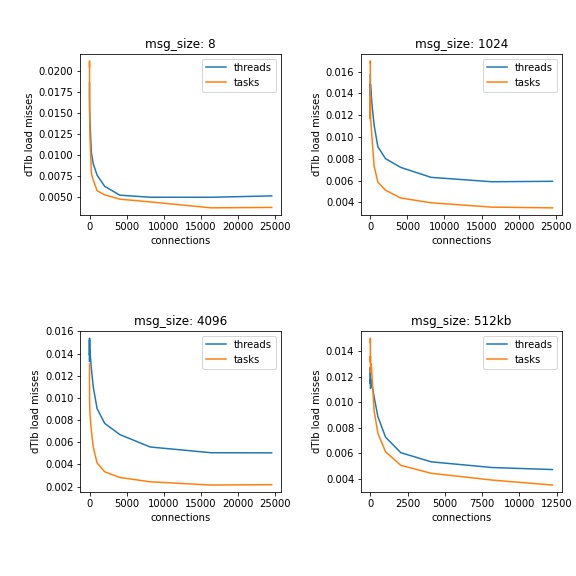 msg_size: 8
dTlb load misses
0.0200
0.0175
0.0150
0.0125
0.0100
0.0075
0.0050
threads
tasks
0 5000 10000 15000 20000 25000
connections
msg_size: 1024
dTlb load misses
0.016
0.014
0.012
0.010
0.008
0.006
0.004
threads
tasks
0 5000 10000 15000 20000 25000
connections
msg_size: 4096
dTlb load misses
0.016
0.014
0.012
0.010
0.008
0.006
0.004
0.002
threads
tasks
0 5000 10000 15000 20000 25000
connections
msg_size: 512kb
dTlb load misses
0.014
0.012
0.010
0.008
0.006
0.004
threads
tasks
0 2500 5000 7500 10000 12500
connections